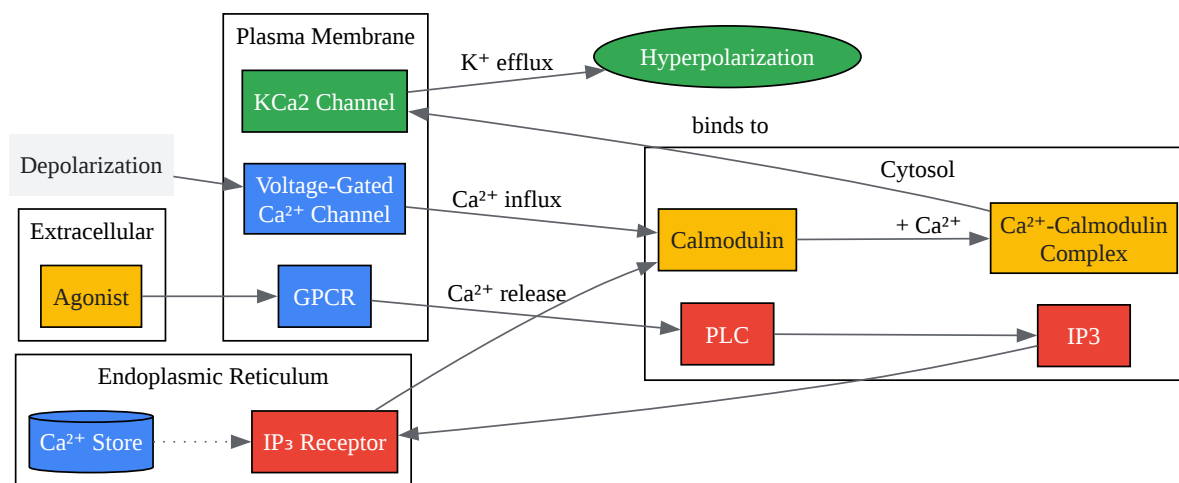 Plasma Membrane
K⁺ efflux
Hyperpolarization
KCa2 Channel
binds to
Depolarization
Voltage-Gated
Ca²⁺ Channel
Ca²⁺ influx
Cytosol
Calmodulin
+ Ca²⁺
Ca²⁺-Calmodulin
Complex
Extracellular
Agonist
GPCR
Ca²⁺ release
PLC
IP3
Endoplasmic Reticulum
Ca²⁺ Store
IP₃ Receptor